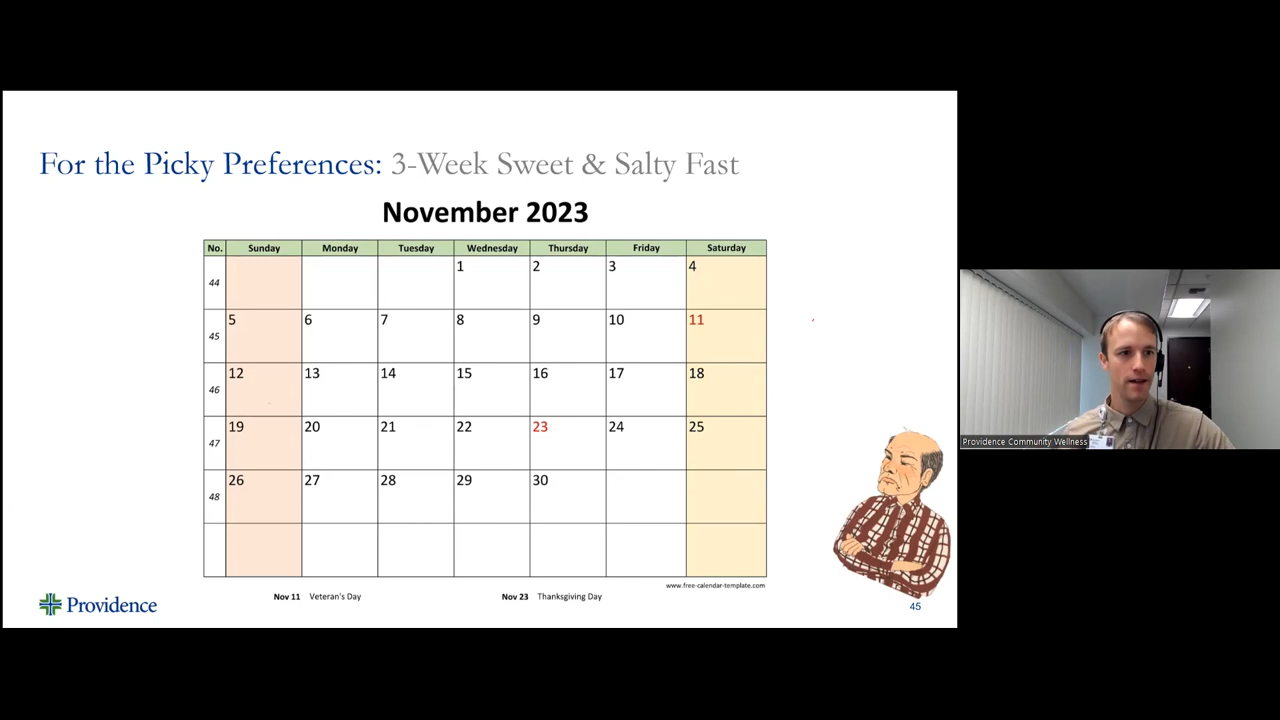 For the Picky Preferences: 3-Week Sweet & Salty Fast
November 2023
No. Sunday Monday Tuesday Wednesday Thursday Friday Saturday
44 1 2 3 4
45 5 6 7 8 9 10 11
46 12 13 14 15 16 17 18
47 19 20 21 22 23 24 25
48 26 27 28 29 30
www.free-calendar-template.com
Nov 11 Veteran's Day Nov 23 Thanksgiving Day
Providence
45
Providence Community Wellness